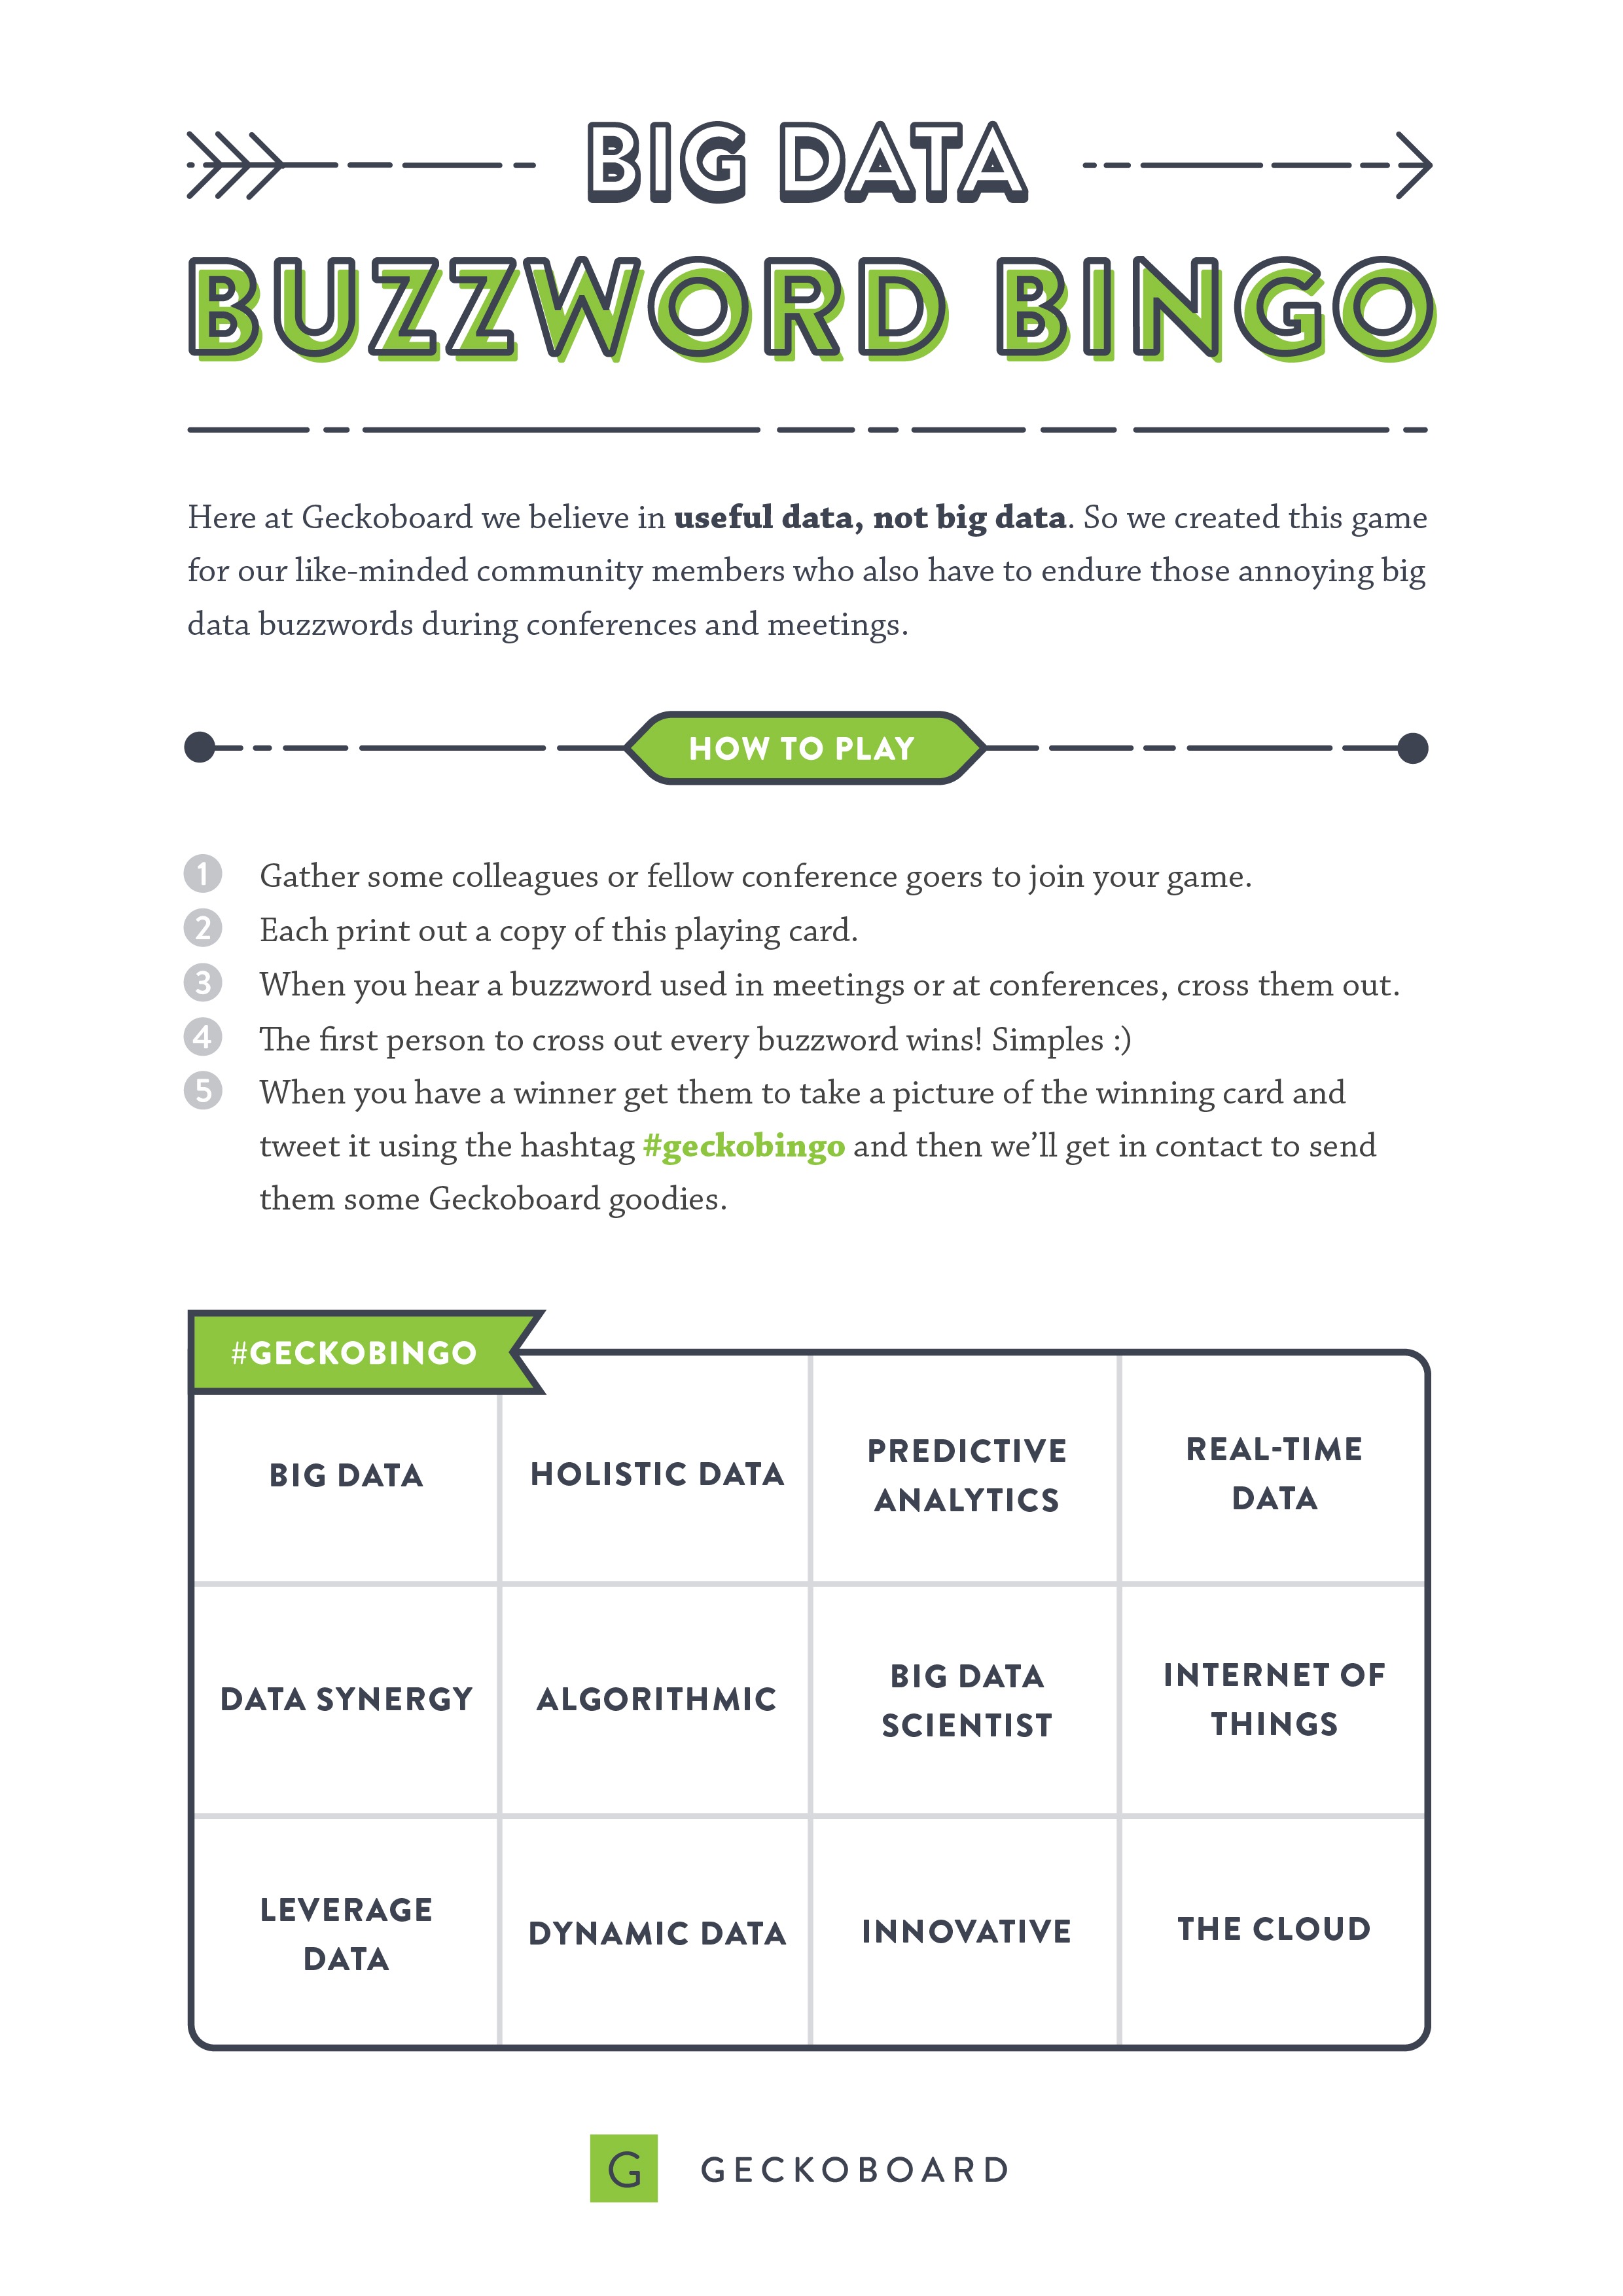 BIG DATA
BUZZWORD BINGO
Here at Geckoboard we believe in useful data, not big data. So we created this game
for our like-minded community members who also have to endure those annoying big
data buzzwords during conferences and meetings.
HOW TO PLAY
1 Gather some colleagues or fellow conference goers to join your game.
2 Each print out a copy of this playing card.
3 When you hear a buzzword used in meetings or at conferences, cross them out.
4 The first person to cross out every buzzword wins! Simples :)
5 When you have a winner get them to take a picture of the winning card and
tweet it using the hashtag #geckobingo and then we’ll get in contact to send
them some Geckoboard goodies.
#GECKOBINGO
BIG DATA
HOLISTIC DATA
PREDICTIVE
ANALYTICS
REAL-TIME
DATA
DATA SYNERGY
ALGORITHMIC
BIG DATA
SCIENTIST
INTERNET OF
THINGS
LEVERAGE
DATA
DYNAMIC DATA
INNOVATIVE
THE CLOUD
G GECKOBOARD